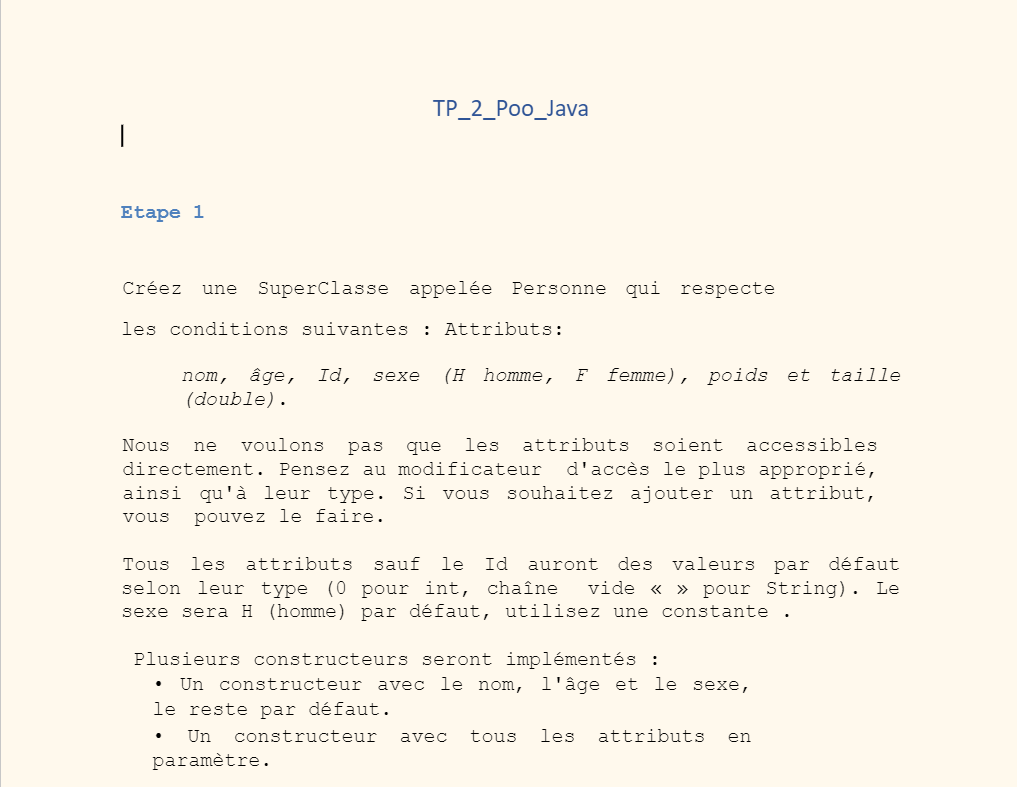 TP_2_Poo_Java
Etape 1
Créez une SuperClasse appelée Personne qui respecte
les conditions suivantes : Attributs:
nom, âge, Id, sexe (H homme, F femme), poids et taille
(double).
Nous ne voulons pas que les attributs soient accessibles
directement. Pensez au modificateur d'accès le plus approprié,
ainsi qu'à leur type. Si vous souhaitez ajouter un attribut,
vous pouvez le faire.
Tous les attributs sauf le Id auront des valeurs par défaut
selon leur type (0 pour int, chaîne vide « » pour String). Le
sexe sera H (homme) par défaut, utilisez une constante .
Plusieurs constructeurs seront implémentés :
• Un constructeur avec le nom, l'âge et le sexe,
le reste par défaut.
• Un constructeur avec tous les attributs en
paramètre.